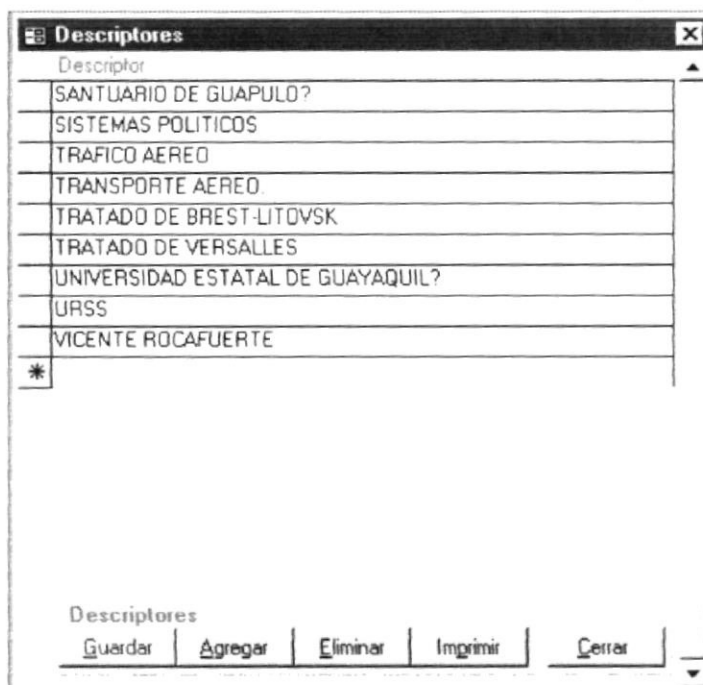 Descriptores
Descriptor
SANTUARIO DE GUAPULO?
SISTEMAS POLITICOS
TRAFICO AEREO
TRANSPORTE AEREO.
TRATADO DE BREST-LITOVSK
TRATADO DE VERSALLES
UNIVERSIDAD ESTATAL DE GUAYAQUIL?
URSS
VICENTE ROCAFUERTE
Descriptores
Guardar Agregar Eliminar Imprimir Cerrar